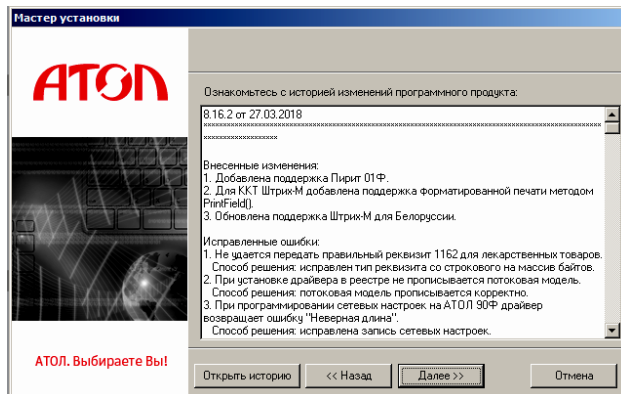 Мастер установки
АТОЛ
Ознакомьтесь с историей изменений программного продукта:
8.16.2 от 27.03.2018
Внесенные изменения:
1. Добавлена поддержка Пирит 01Ф.
2. Для ККТ Штрих-М добавлена поддержка форматированной печати методом
PrintField().
3. Обновлена поддержка Штрих-М для Белоруссии.
Исправленные ошибки:
1. Не удается передать правильный реквизит 1162 для лекарственных товаров.
Способ решения: исправлен тип реквизита со строкового на массив байтов.
2. При установке драйвера в реестре не прописывается потоковая модель.
Способ решения: потоковая модель прописывается корректно.
3. При программировании сетевых настроек на АТОЛ 90Ф драйвер
возвращает ошибку "Неверная длина".
Способ решения: исправлена запись сетевых настроек.
АТОЛ. Выбираете Вы!
Открыть историю
<< Назад
Далее >>
Отмена